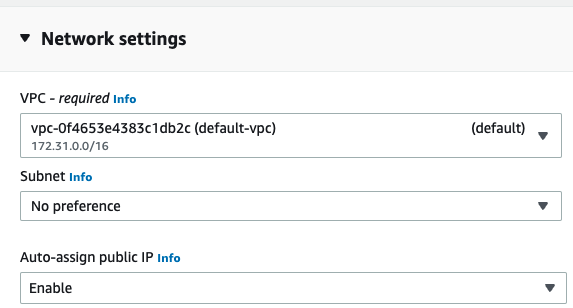 Network settings
VPC - required Info
vpc-0f4653e4383c1db2c (default-vpc) (default)
172.31.0.0/16
Subnet Info
No preference
Auto-assign public IP Info
Enable